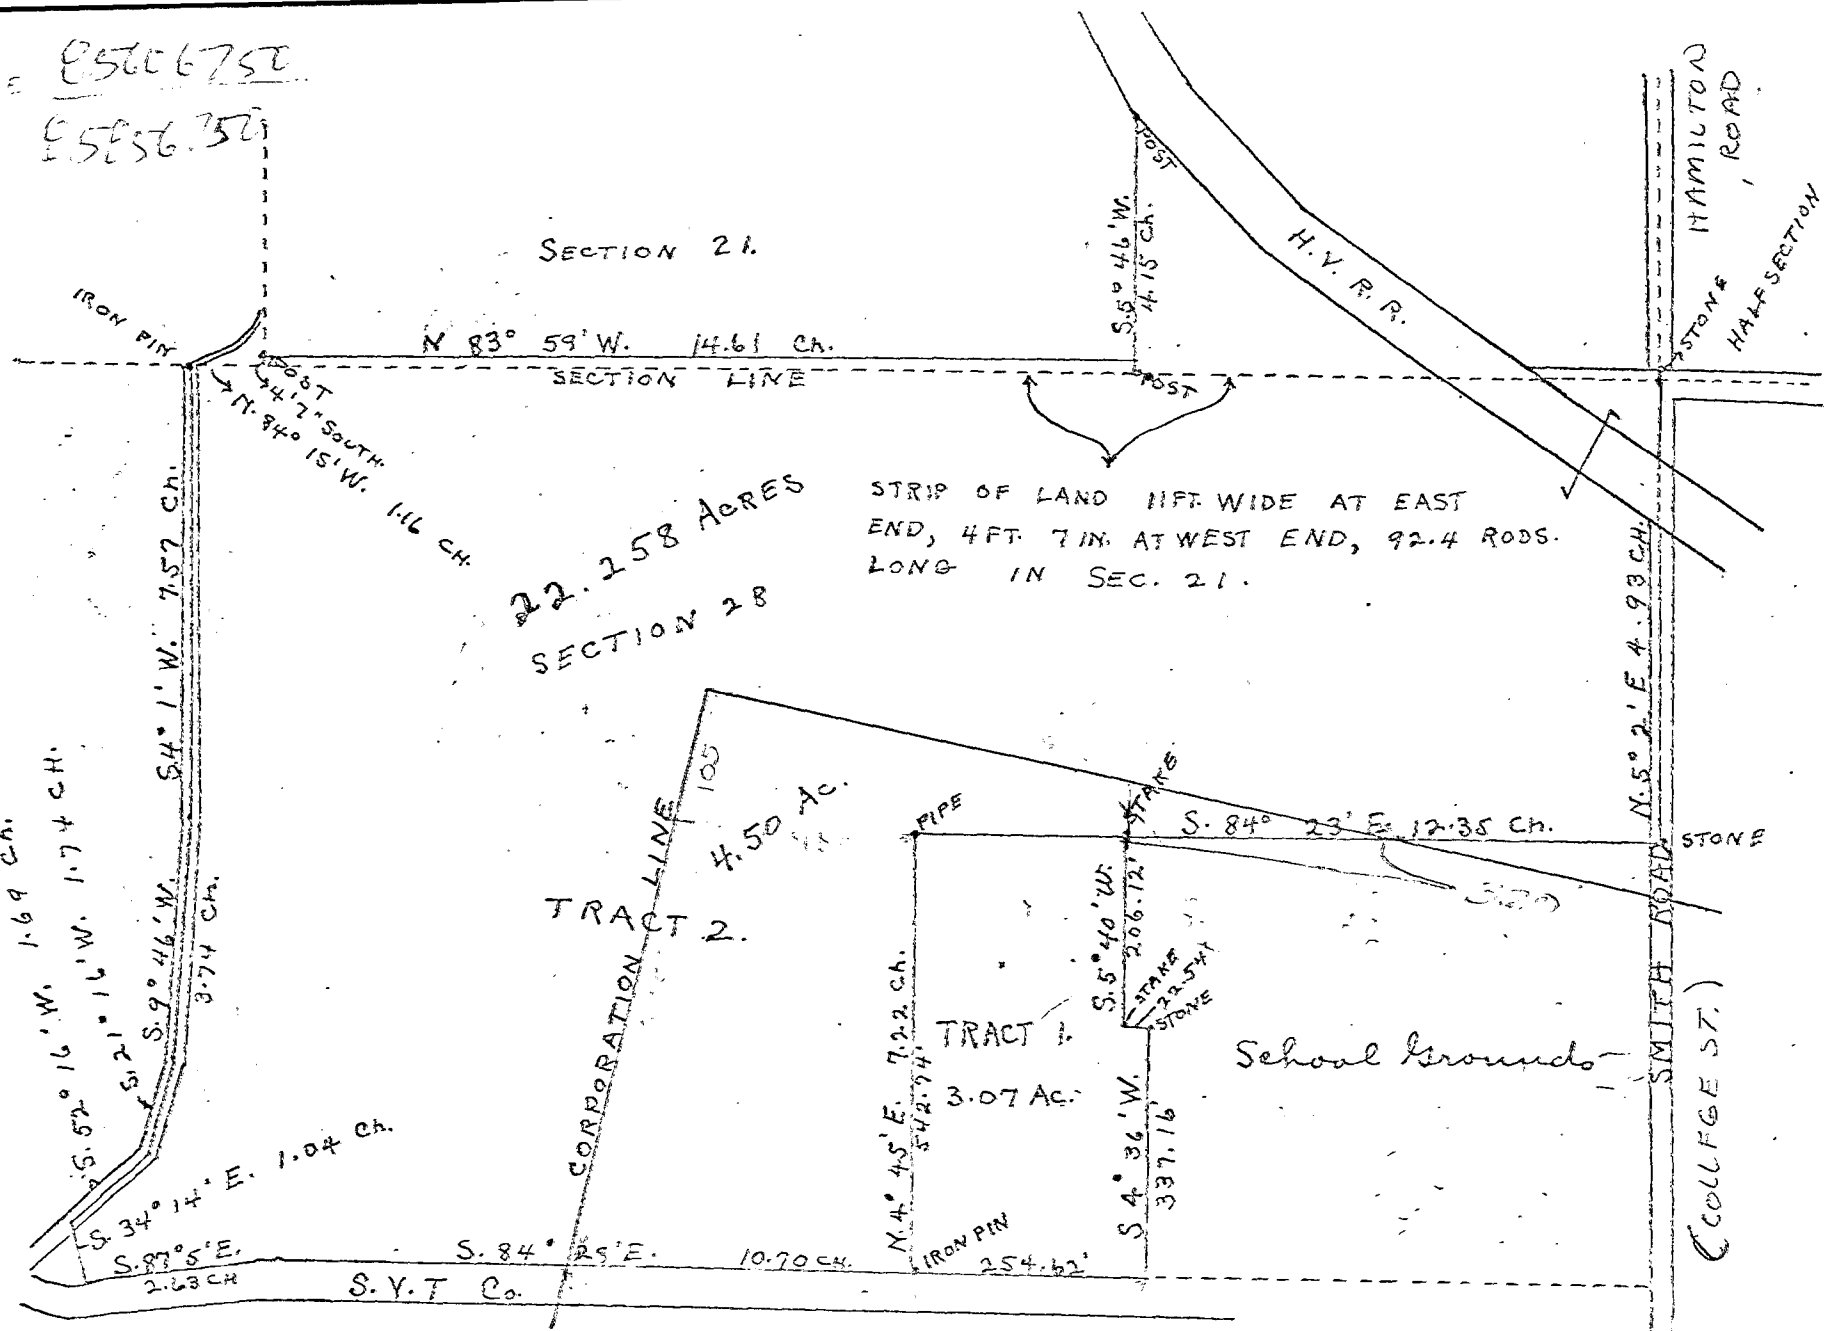 HAMILTON
ROAD
STONE
HALF SECTION
POST
S.5° 46' W.
4.15 Ch.
SECTION 21.
H.V. R.R.
IRON PIN
N 83° 59' W. 14.61 Ch.
SECTION LINE
POST
POST
4' 7" SOUTH.
N. 84° 15' W. 1.16 CH.
STRIP OF LAND 11FT. WIDE AT EAST
END, 4FT. 7 IN. AT WEST END, 92.4 RODS.
LONG IN SEC. 21.
22.258 ACRES
SECTION 28
S.4° 1' W. 7.57 Ch.
N.5° 2' E 4.93 CH.
105
4.50 Ac.
PIPE
STAKE
S. 84° 23' E. 12.35 Ch.
STONE
TRACT 2.
CORPORATION LINE
S.9° 46' W.
3.74 Ch.
1.69 Ch.
S. 52° 16' W. 1.74 CH.
S. 21° 16' W.
S.5° 40' W.
206.12'
STAKE
22.54'
STONE
N.4° 45' E. 7.22 Ch.
542.74'
TRACT 1.
3.07 AC.
S 4° 36' W.
337.16'
School Grounds
SMITH ROAD
(COLLEGE ST.)
S. 34° 14' E. 1.04 Ch.
S. 87° 5' E.
2.63 CH
S. 84° 25' E. 10.70 CH.
IRON PIN
254.62'
S.V.T Co.